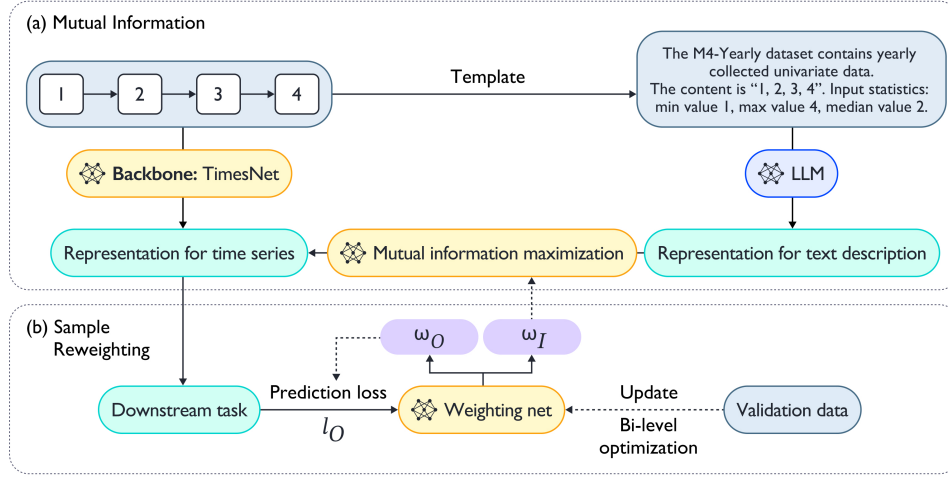 (a) Mutual Information
1
2
3
4
Template
The M4-Yearly dataset contains yearly
collected univariate data.
The content is “1, 2, 3, 4”. Input statistics:
min value 1, max value 4, median value 2.
Backbone: TimesNet
LLM
Representation for time series
Mutual information maximization
Representation for text description
(b) Sample
Reweighting
ω_O
ω_I
Downstream task
Prediction loss
l_O
Weighting net
Update
Bi-level
optimization
Validation data